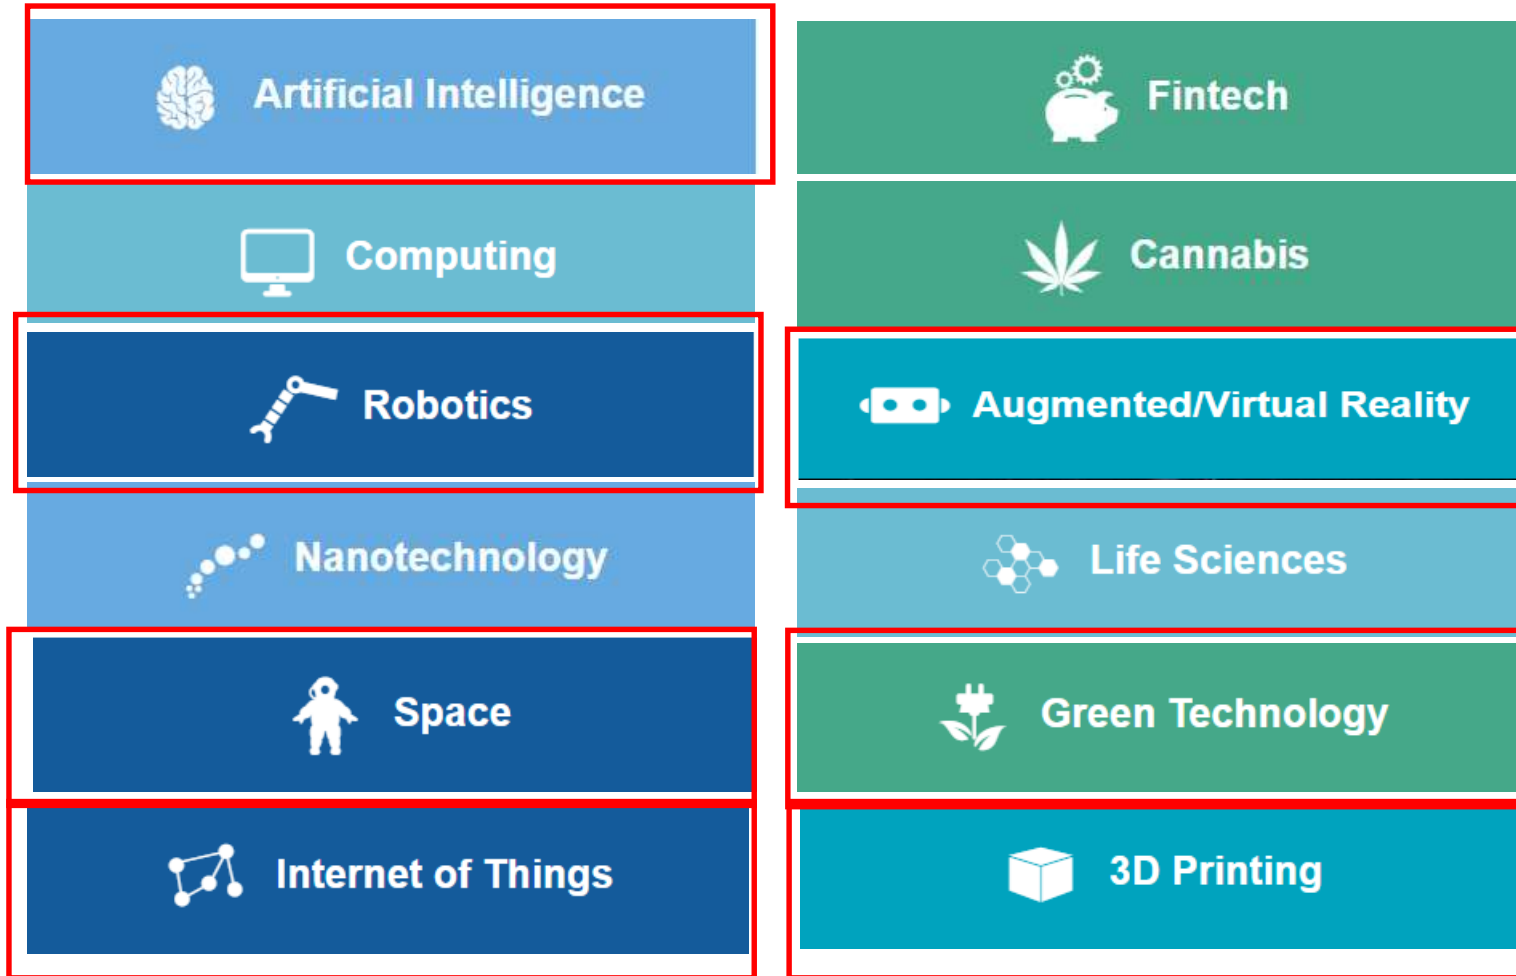 Artificial Intelligence
Fintech
Computing
Cannabis
Robotics
Augmented/Virtual Reality
Nanotechnology
Life Sciences
Space
Green Technology
Internet of Things
3D Printing